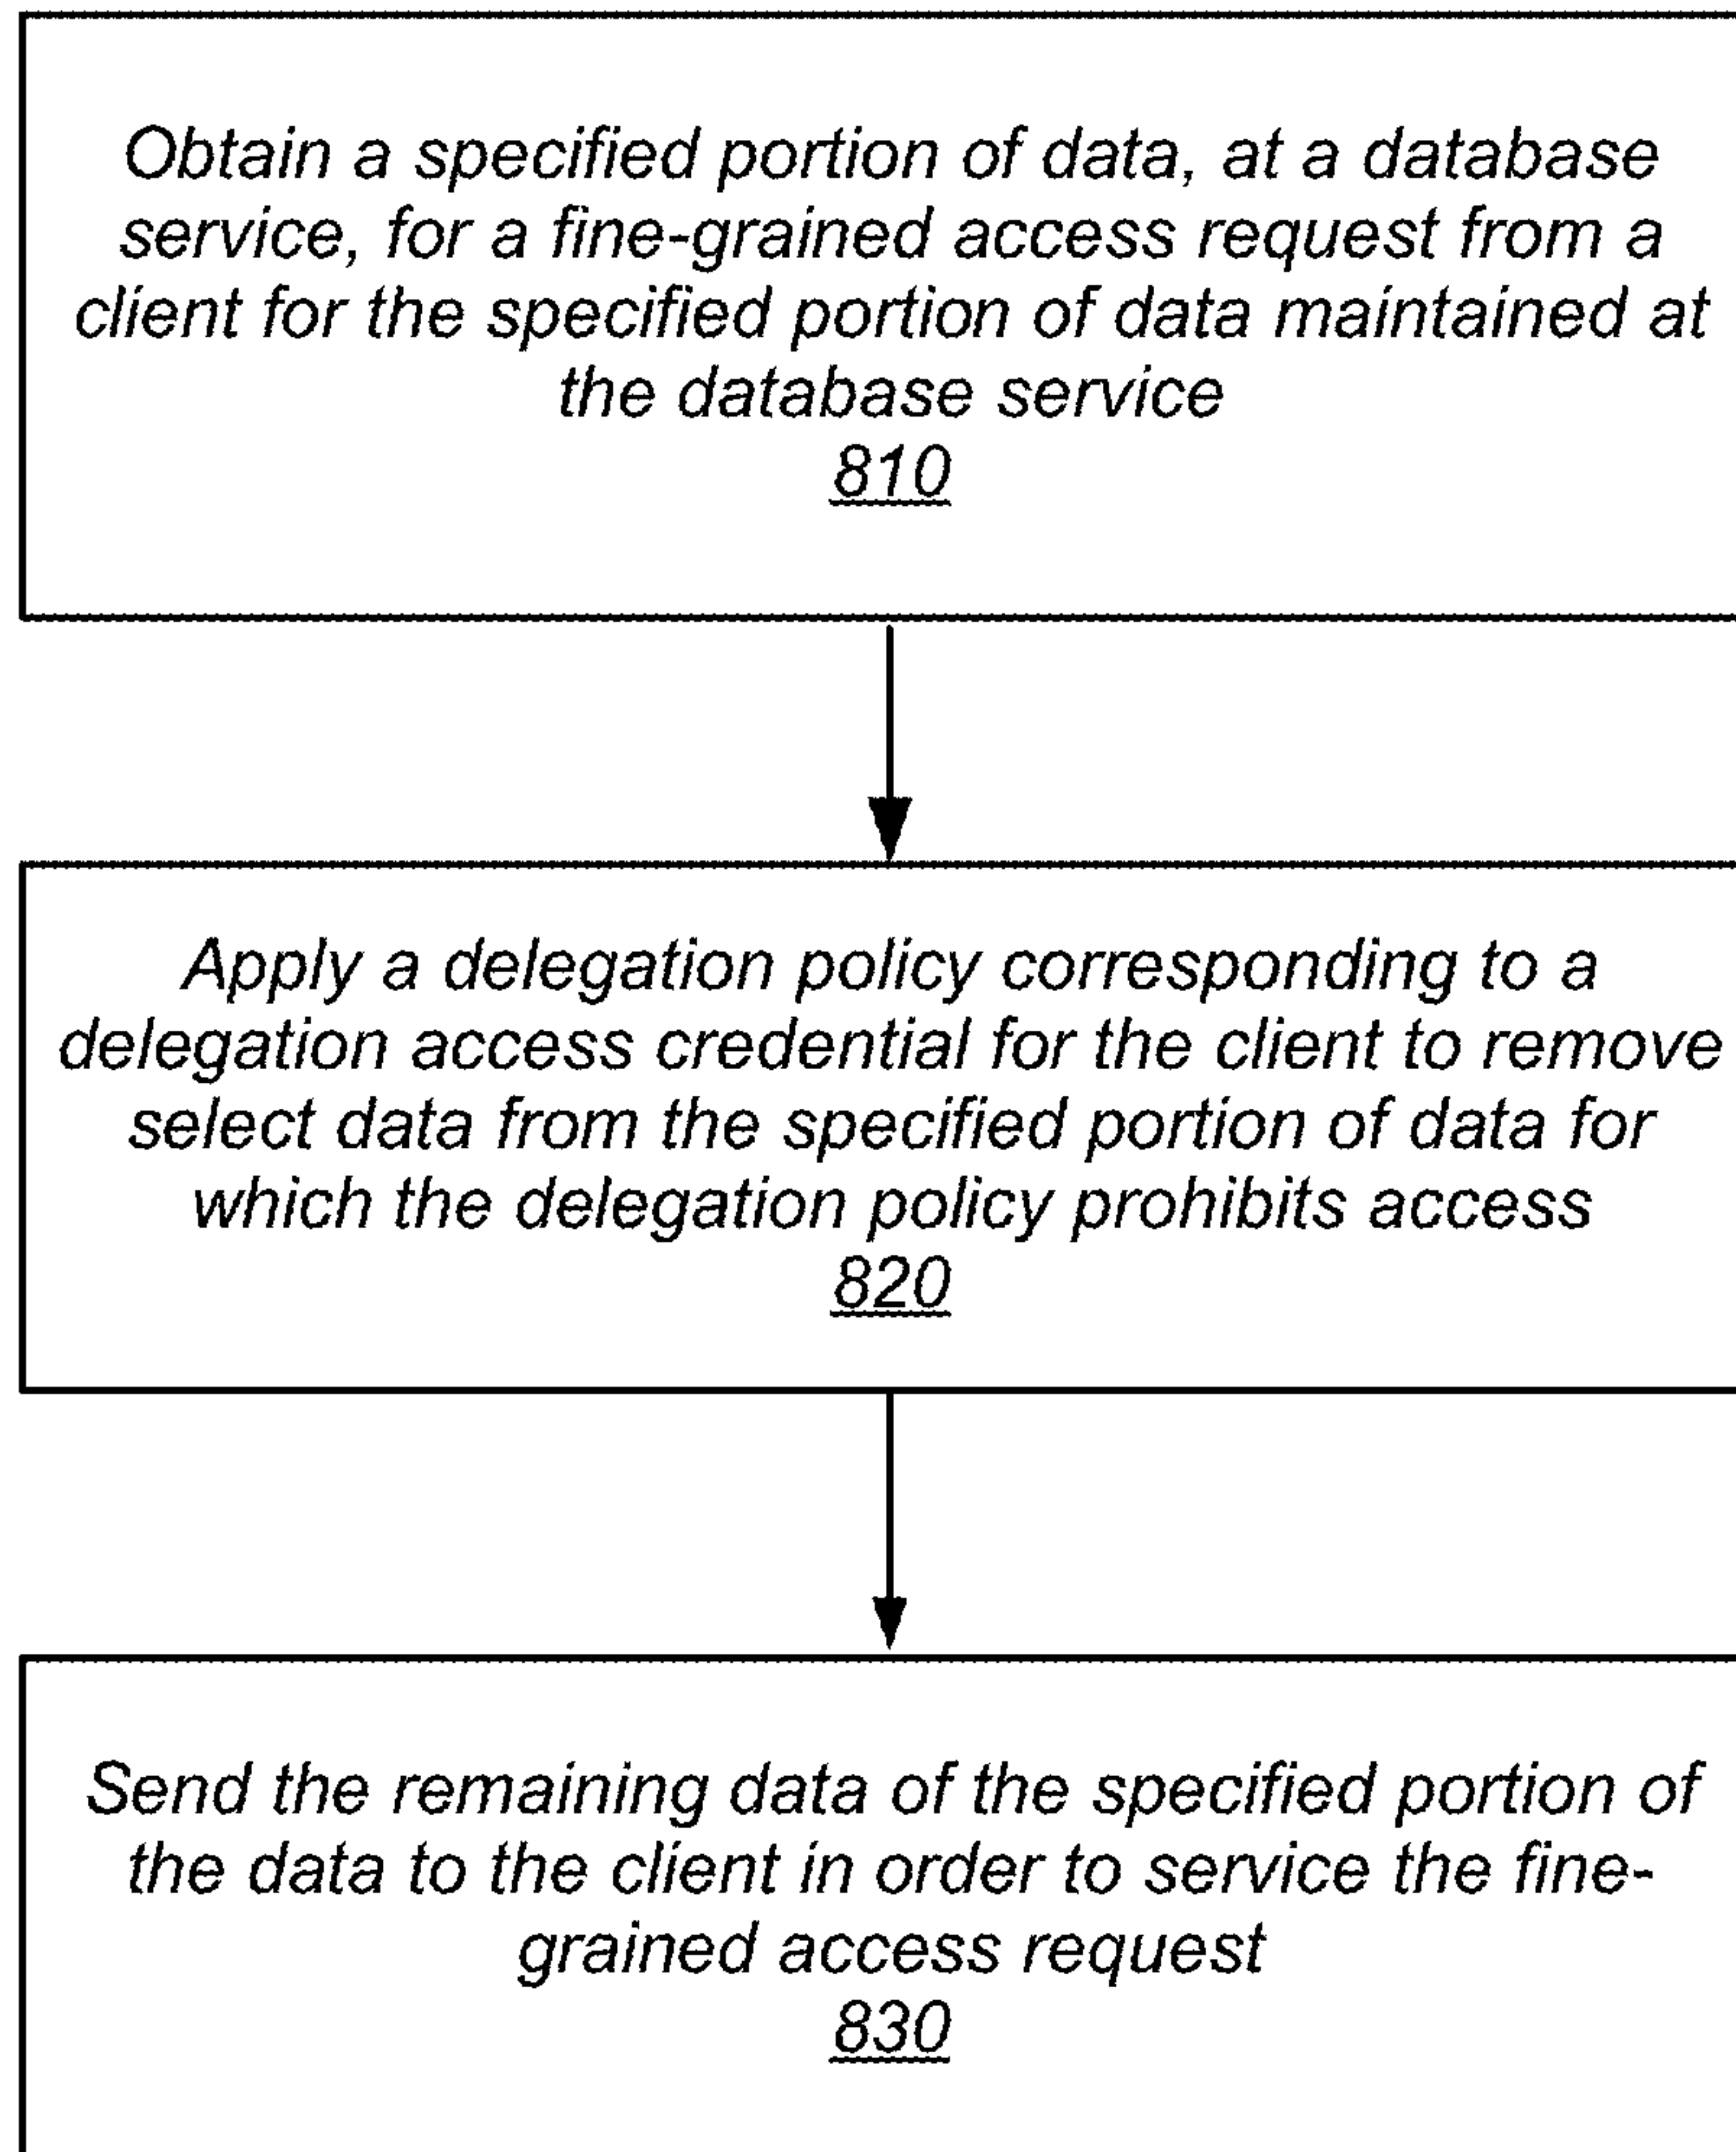 Obtain a specified portion of data, at a database
service, for a fine-grained access request from a
client for the specified portion of data maintained at
the database service
810
Apply a delegation policy corresponding to a
delegation access credential for the client to remove
select data from the specified portion of data for
which the delegation policy prohibits access
820
Send the remaining data of the specified portion of
the data to the client in order to service the fine-
grained access request
830